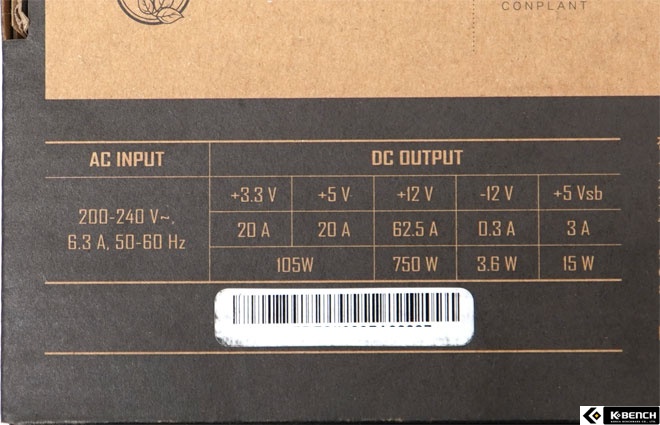 CONPLANT
AC INPUT
DC OUTPUT
+3.3 V +5 V +12 V -12 V +5 Vsb
200-240 V~,
6.3 A, 50-60 Hz
20 A 20 A 62.5 A 0.3 A 3 A
105W 750 W 3.6 W 15 W
K-BENCH